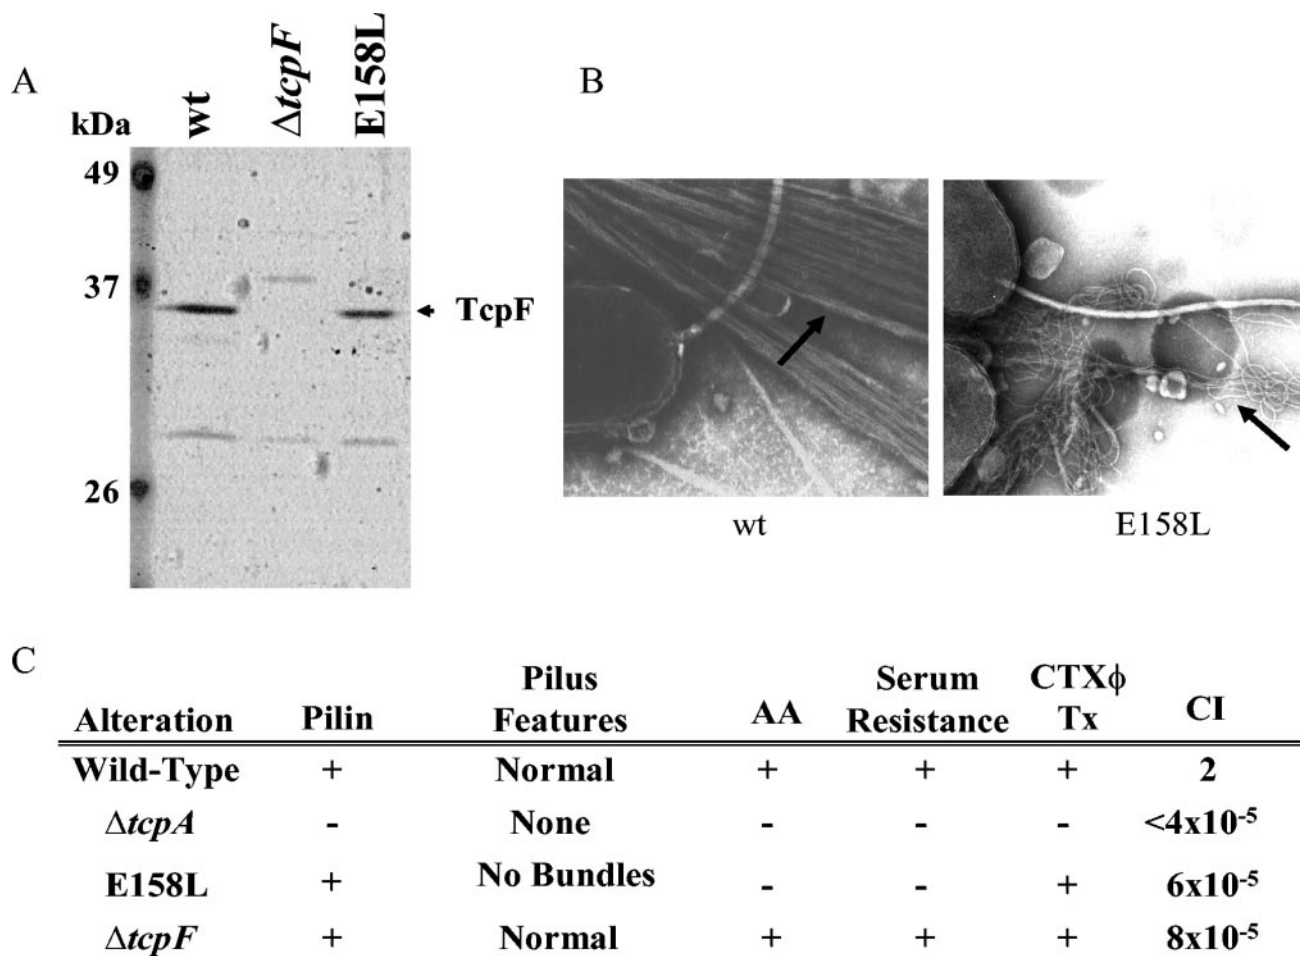 A
kDa
wt
ΔtcpF
E158L
49
37
26
TcpF
B
wt
E158L
C
Alteration Pilin Pilus Features AA Serum Resistance CTXϕ Tx CI
Wild-Type + Normal + + + 2
ΔtcpA - None - - - <4x10⁻⁵
E158L + No Bundles - - + 6x10⁻⁵
ΔtcpF + Normal + + + 8x10⁻⁵